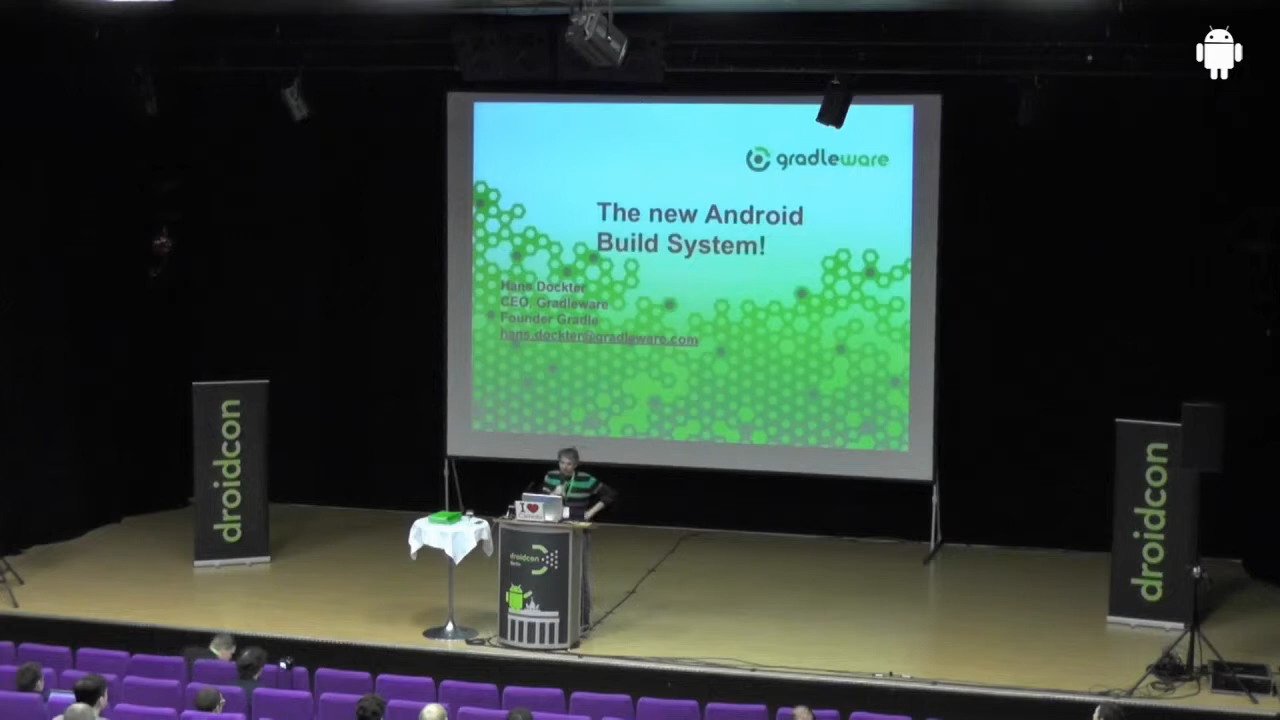 gradleware
The new Android
Build System!
Hans Dockter
CEO, Gradleware
Founder Gradle
hans.dockter@gradleware.com
droidcon
droidcon
I ❤
droidcon